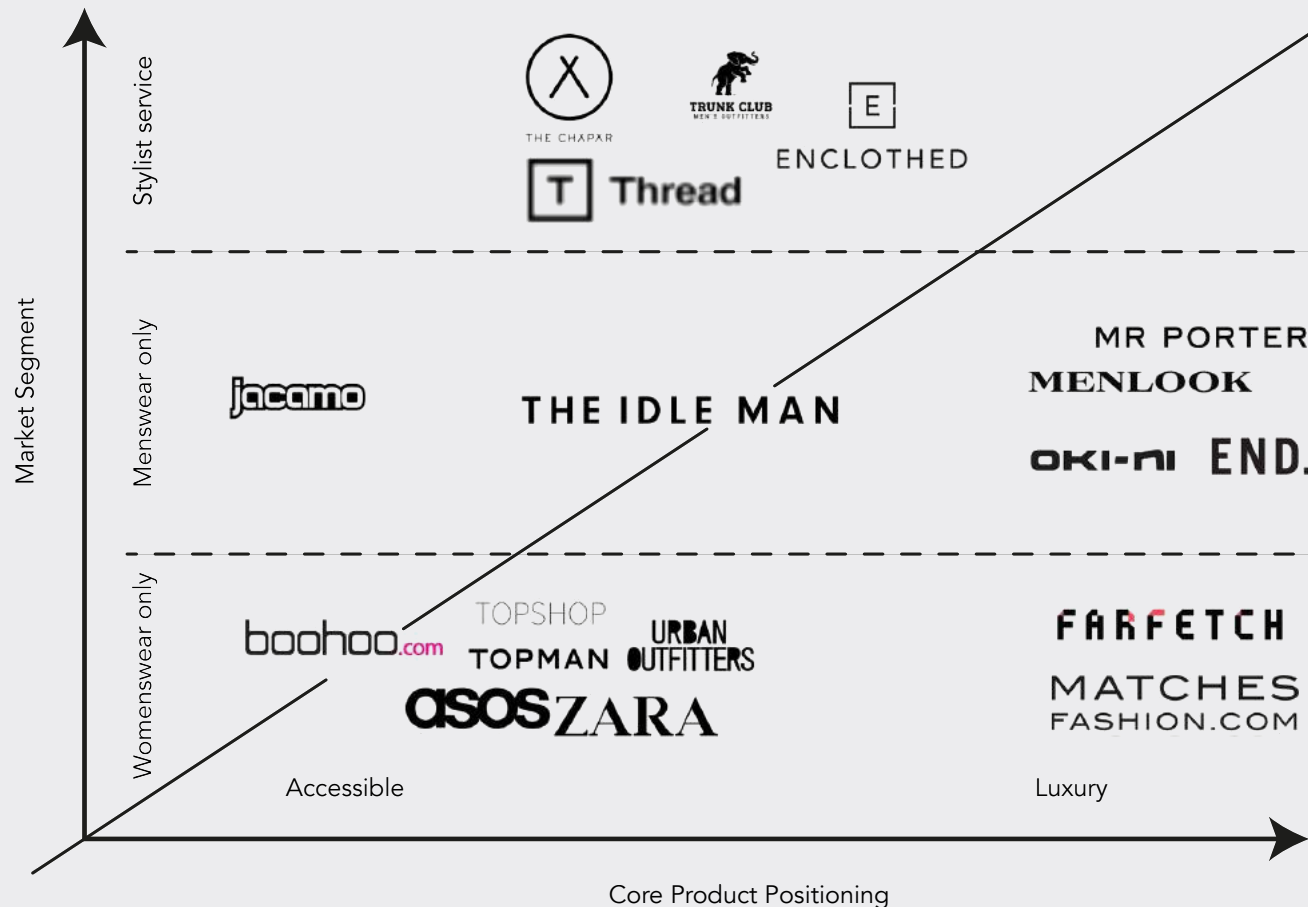 Market Segment
Stylist service
THE CHAPAR
TRUNK CLUB
MEN'S OUTFITTERS
E
ENCLOTHED
T Thread
Menswear only
jacamo
THE IDLE MAN
MR PORTER
MENLOOK
OKI-NI END.
Womenswear only
boohoo.com
TOPSHOP
TOPMAN
URBAN
OUTFITTERS
asos ZARA
FARFETCH
MATCHES
FASHION.COM
Accessible
Luxury
Core Product Positioning